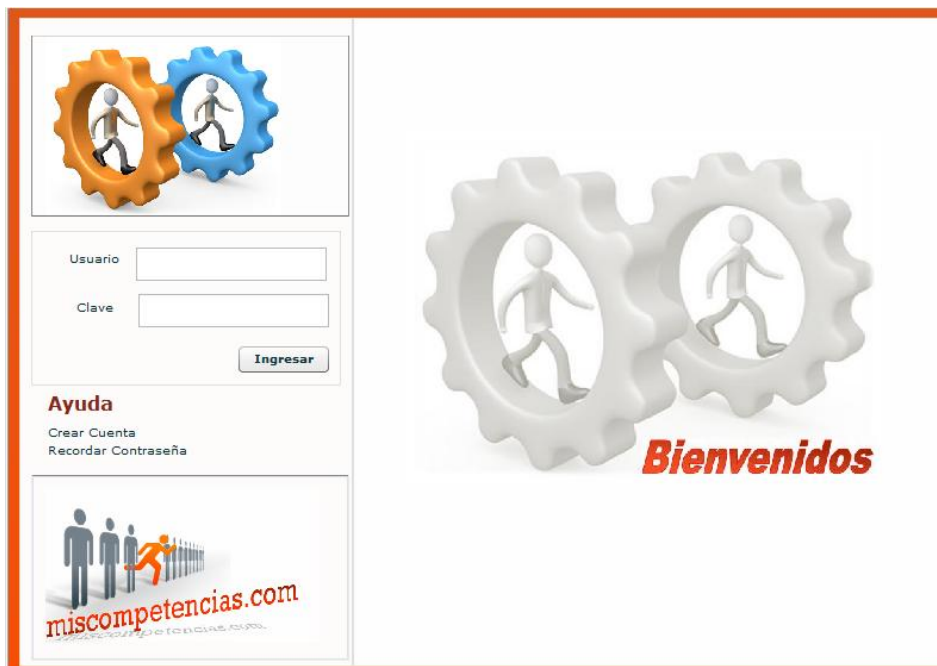 Usuario
Clave
Ingresar
Ayuda
Crear Cuenta
Recordar Contraseña
miscompetencias.com
Bienvenidos